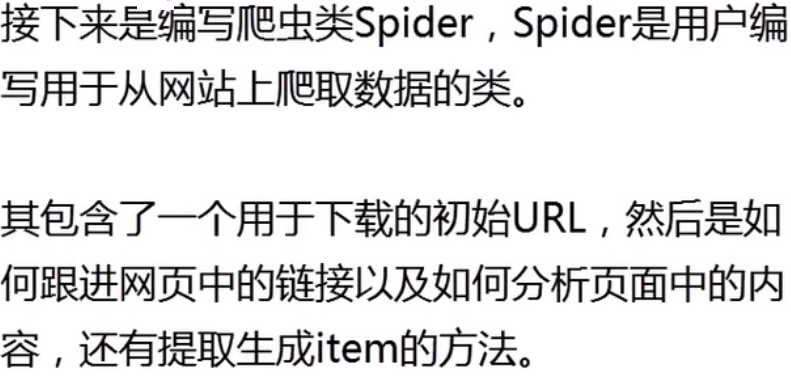 接下来是编写爬虫类Spider，Spider是用户编
写用于从网站上爬取数据的类。
其包含了一个用于下载的初始URL，然后是如
何跟进网页中的链接以及如何分析页面中的内
容，还有提取生成item的方法。